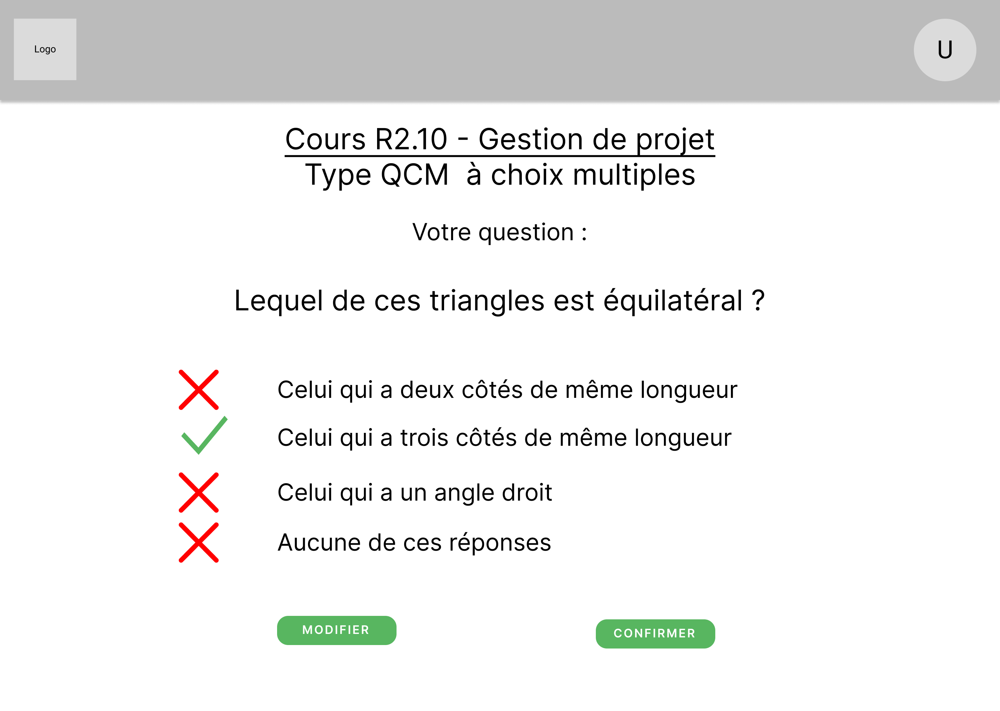 Logo
U
Cours R2.10 - Gestion de projet
Type QCM  à choix multiples
Votre question :
Lequel de ces triangles est équilatéral ?
Celui qui a deux côtés de même longueur
Celui qui a trois côtés de même longueur
Celui qui a un angle droit
Aucune de ces réponses
MODIFIER
CONFIRMER